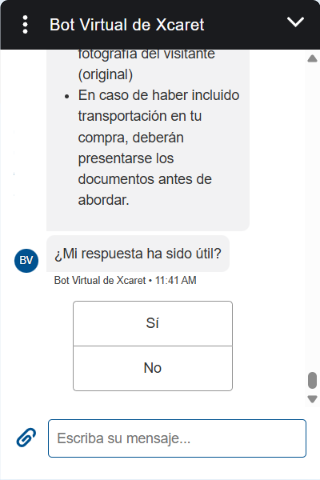 Bot Virtual de Xcaret
fotografía del visitante
(original)
• En caso de haber incluido
transportación en tu
compra, deberán
presentarse los
documentos antes de
abordar.
BV
¿Mi respuesta ha sido útil?
Bot Virtual de Xcaret • 11:41 AM
Sí
No
Escriba su mensaje...